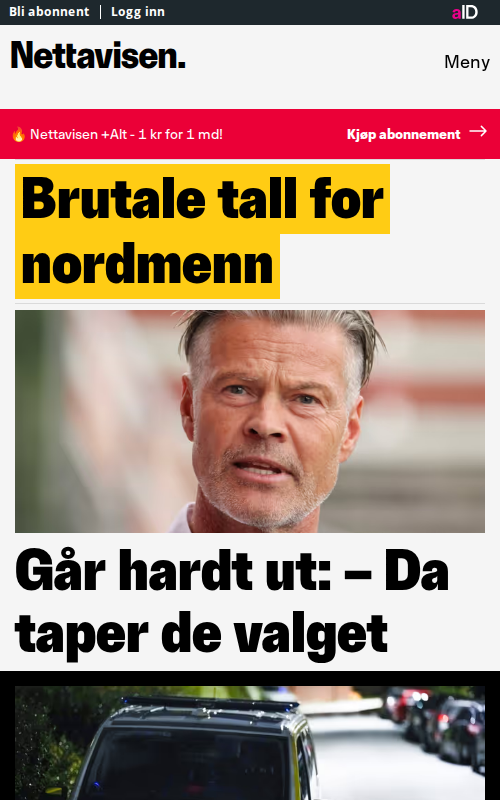 Bli abonnent | Logg inn
aID
Nettavisen.
Meny
🔥 Nettavisen +Alt - 1 kr for 1 md!
Kjøp abonnement →
Brutale tall for
nordmenn
Går hardt ut: – Da
taper de valget